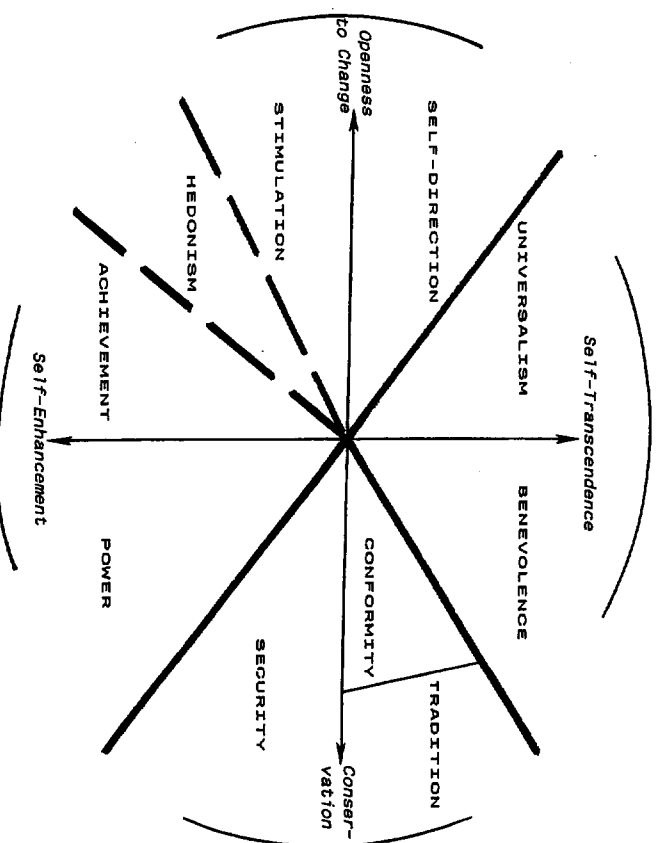 Self-Transcendence
UNIVERSALISM
BENEVOLENCE
SELF-DIRECTION
TRADITION
Openness
to Change
CONFORMITY
Conser-
vation
STIMULATION
SECURITY
HEDONISM
ACHIEVEMENT
POWER
Self-Enhancement